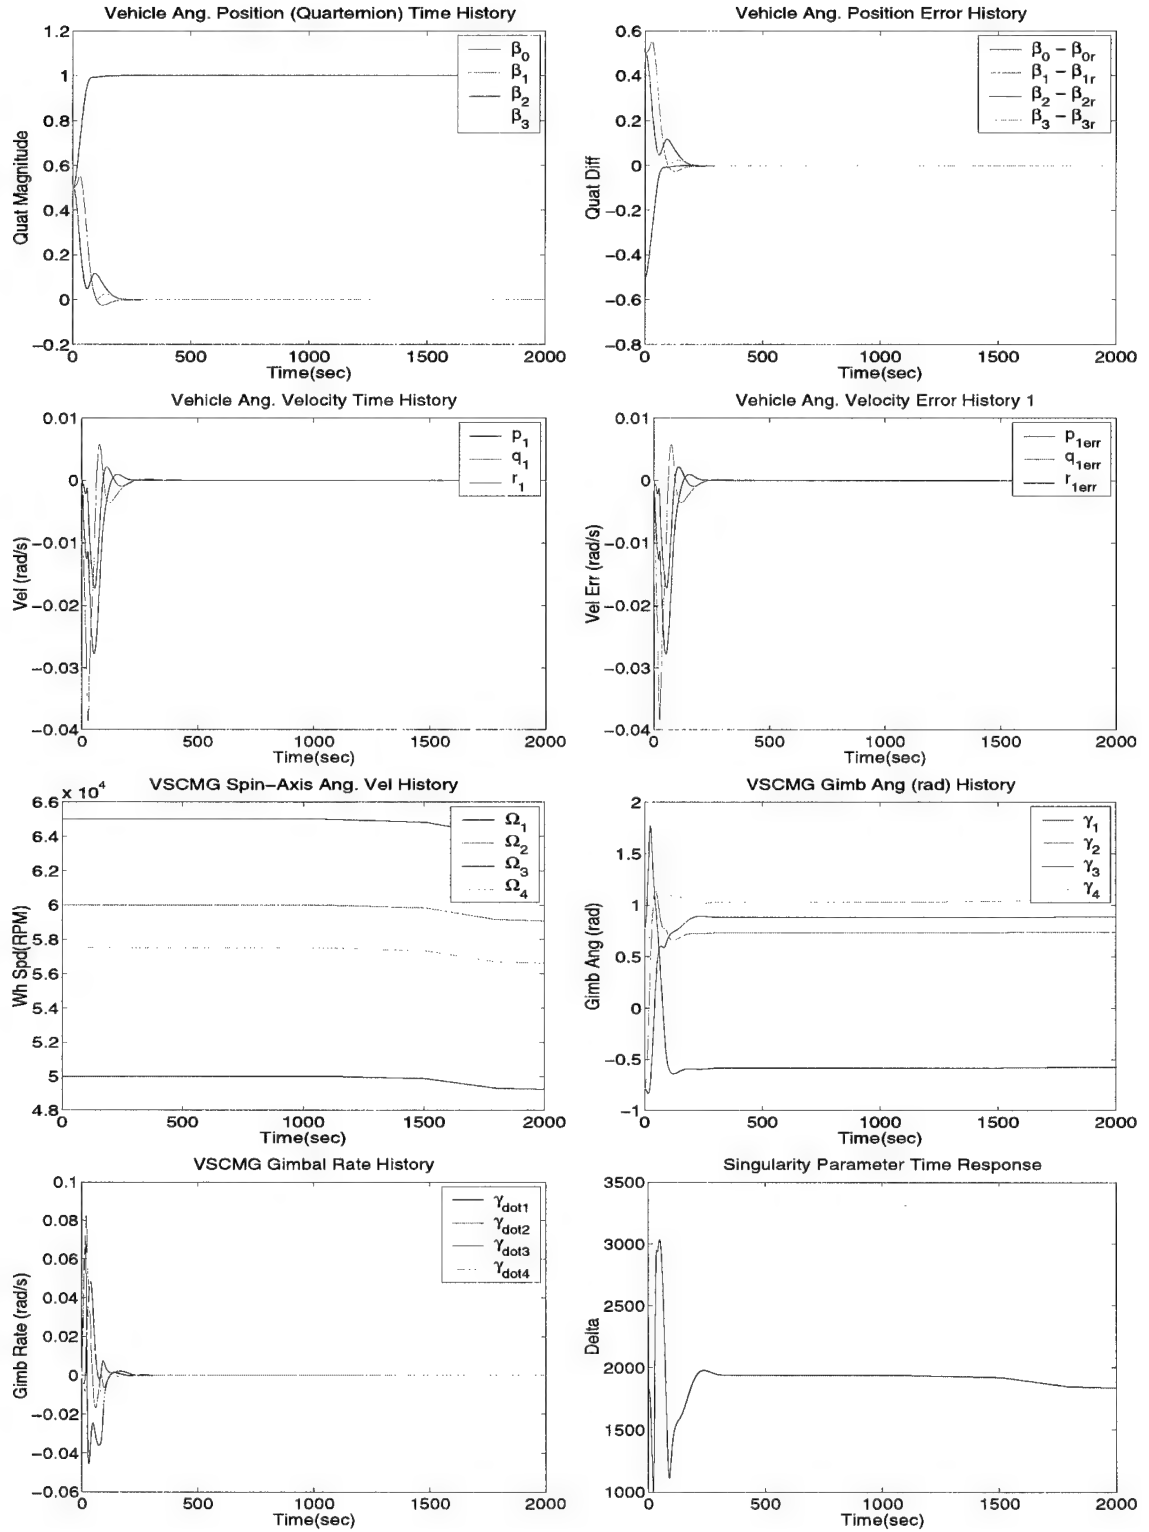 Vehicle Ang. Position (Quarternion) Time History
1.2
1
0.8
0.6
0.4
0.2
0
−0.2
Quat Magnitude
β0
β1
β2
β3
0 500 1000 1500 2000
Time(sec)
Vehicle Ang. Position Error History
0.6
0.4
0.2
0
−0.2
−0.4
−0.6
−0.8
Quat Diff
β0 − β0r
β1 − β1r
β2 − β2r
β3 − β3r
0 500 1000 1500 2000
Time(sec)
Vehicle Ang. Velocity Time History
0.01
0
−0.01
−0.02
−0.03
−0.04
Vel (rad/s)
p1
q1
r1
0 500 1000 1500 2000
Time(sec)
Vehicle Ang. Velocity Error History 1
0.01
0
−0.01
−0.02
−0.03
−0.04
Vel Err (rad/s)
p1err
q1err
r1err
0 500 1000 1500 2000
Time(sec)
VSCMG Spin−Axis Ang. Vel History
x 10^4
6.6
6.4
6.2
6
5.8
5.6
5.4
5.2
5
4.8
Wh Spd(RPM)
Ω1
Ω2
Ω3
Ω4
0 500 1000 1500 2000
Time(sec)
VSCMG Gimb Ang (rad) History
2
1.5
1
0.5
0
−0.5
−1
Gimb Ang (rad)
γ1
γ2
γ3
γ4
0 500 1000 1500 2000
Time(sec)
VSCMG Gimbal Rate History
0.1
0.08
0.06
0.04
0.02
0
−0.02
−0.04
−0.06
Gimb Rate (rad/s)
γdot1
γdot2
γdot3
γdot4
0 500 1000 1500 2000
Time(sec)
Singularity Parameter Time Response
3500
3000
2500
2000
1500
1000
Delta
0 500 1000 1500 2000
Time(sec)